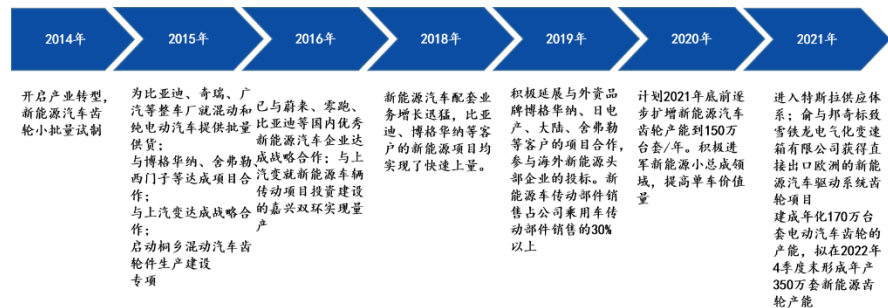 2014年
2015年
2016年
2018年
2019年
2020年
2021年
开启产业转型，
新能源汽车齿
轮小批量试制
为比亚迪、奇瑞、广
汽等整车厂就混动和
纯电动汽车提供批量
供货；
与博格华纳、舍弗勒、
西门子等达成项目合
作；
与上汽变达成战略合
作；
启动桐乡混动汽车齿
轮件生产建设
专项
已与蔚来、零跑、
比亚迪等国内优秀
新能源汽车企业达
成战略合作；与上
汽变就新能源车辆
传动项目投资建设
的嘉兴双环实现量
产
新能源汽车配套业
务增长迅猛，比亚
迪、博格华纳等客
户的新能源项目均
实现了快速上量。
积极延展与外资品
牌博格华纳、日电
产、大陆、舍弗勒
等客户的项目合作，
参与海外新能源头
部企业的投标。新
能源车传动部件销
售占公司乘用车传
动部件销售的30%
以上
计划2021年底前逐
步扩增新能源汽车
齿轮产能到150万
台套/年。积极进
军新能源小总成领
域，提高单车价值
量
进入特斯拉供应体
系；俞与邦奇标致
雪铁龙电气化变速
箱有限公司获得直
接出口欧洲的新能
源汽车驱动系统齿
轮项目
建成年化170万台
套电动汽车齿轮的
产能，拟在2022年
4季度末形成年产
350万套新能源齿
轮产能